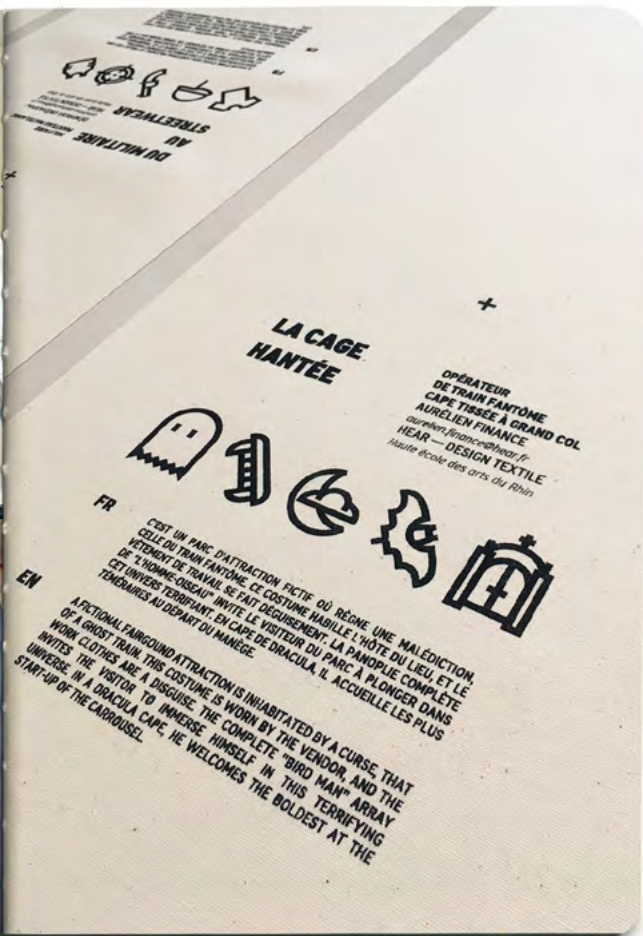 DU MILITAIRE
AU
STREETWEAR
LA CAGE
HANTÉE
OPÉRATEUR
DE TRAIN FANTÔME
CAPE TISSÉE À GRAND COL
AURÉLIEN FINANCE
aurelien.finance@hear.fr
HEAR — DESIGN TEXTILE
Haute école des arts du Rhin
FR
C'EST UN PARC D'ATTRACTION FICTIF OÙ RÈGNE UNE MALÉDICTION,
CELLE DU TRAIN FANTÔME. CE COSTUME HABILLE L'HÔTE DU LIEU, ET LE
VÊTEMENT DE TRAVAIL SE FAIT DÉGUISEMENT. LA PANOPLIE COMPLÈTE
DE "L'HOMME-OISEAU" INVITE LE VISITEUR DU PARC À PLONGER DANS
CET UNIVERS TERRIFIANT. EN CAPE DE DRACULA, IL ACCUEILLE LES PLUS
TÉMÉRAIRES AU DÉPART DU MANÈGE.
EN
A FICTIONAL FAIRGOUND ATTRACTION IS INHABITATED BY A CURSE, THAT
OF A GHOST TRAIN. THIS COSTUME IS WORN BY THE VENDOR, AND THE
WORK CLOTHES ARE A DISGUISE. THE COMPLETE "BIRD MAN" ARRAY
INVITES THE VISITOR TO IMMERSE HIMSELF IN THIS TERRIFYING
UNIVERSE. IN A DRACULA CAPE, HE WELCOMES THE BOLDEST AT THE
START-UP OF THE CARROUSEL.